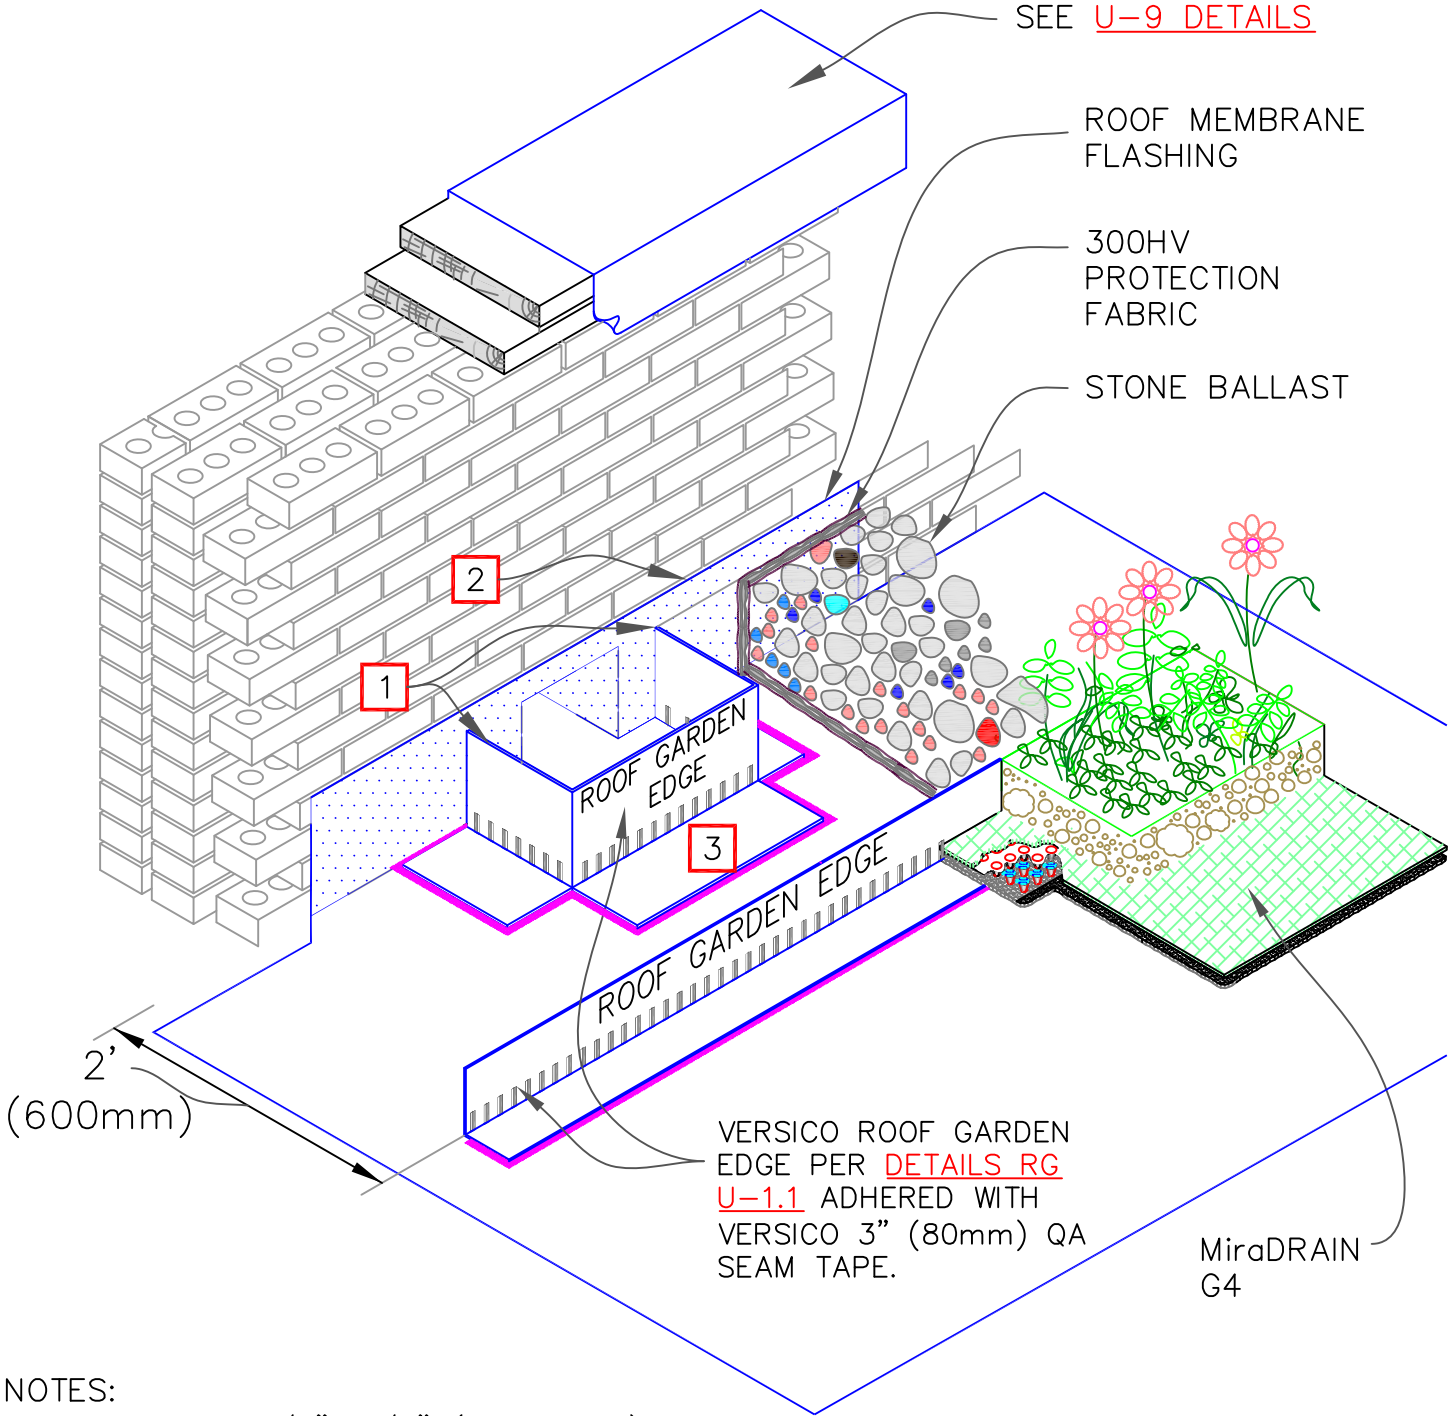 SEE U-9 DETAILS
ROOF MEMBRANE
FLASHING
300HV
PROTECTION
FABRIC
STONE BALLAST
2
1
ROOF GARDEN
EDGE
3
ROOF GARDEN EDGE
2'
(600mm)
VERSICO ROOF GARDEN
EDGE PER DETAILS RG
U-1.1 ADHERED WITH
VERSICO 3" (80mm) QA
SEAM TAPE.
MiraDRAIN
G4
NOTES: